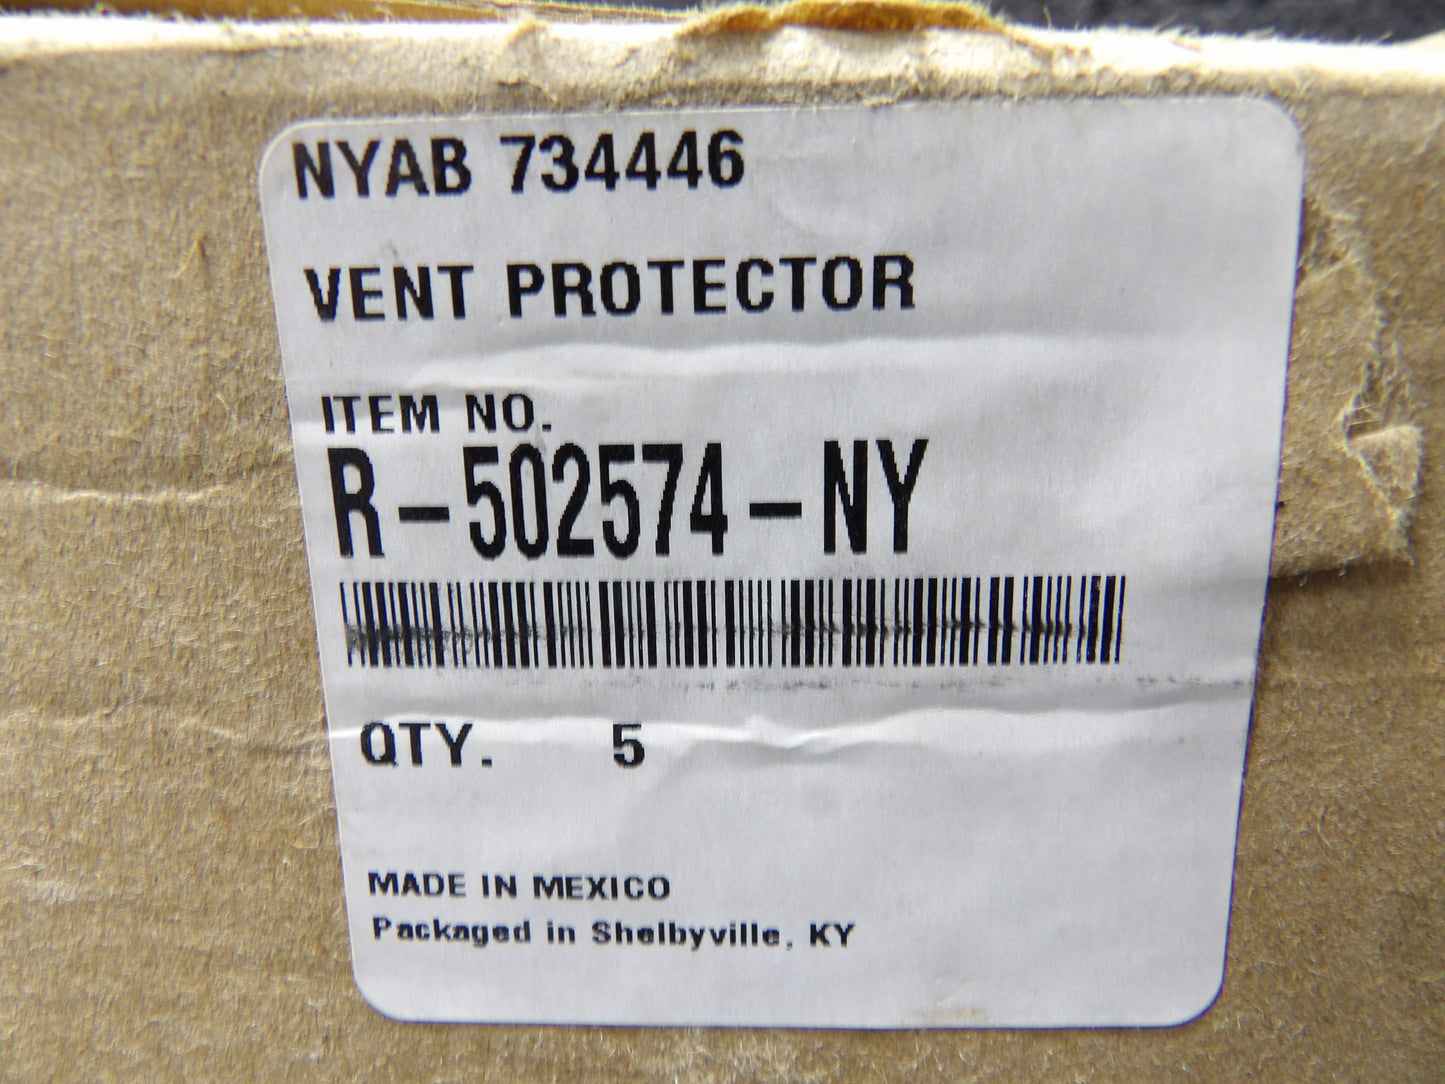 NYAB 734446
VENT PROTECTOR
ITEM NO.
R-502574-NY
QTY. 5
MADE IN MEXICO
Packaged in Shelbyville, KY